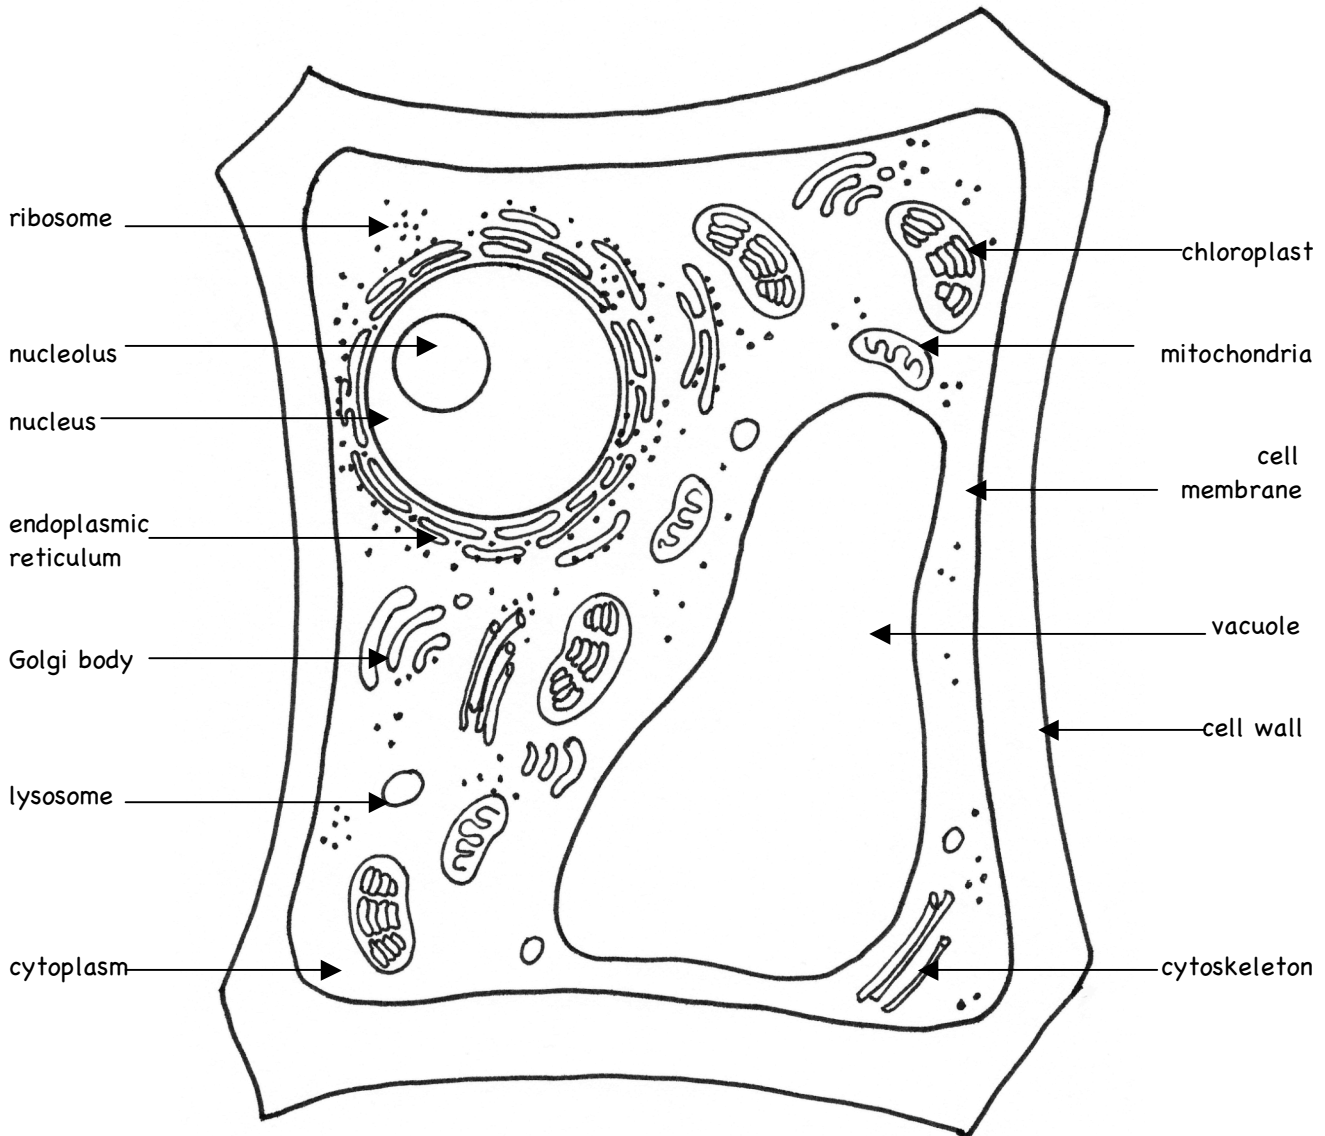 ribosome
nucleolus
nucleus
endoplasmic
reticulum
Golgi body
lysosome
cytoplasm
chloroplast
mitochondria
cell
membrane
vacuole
cell wall
cytoskeleton